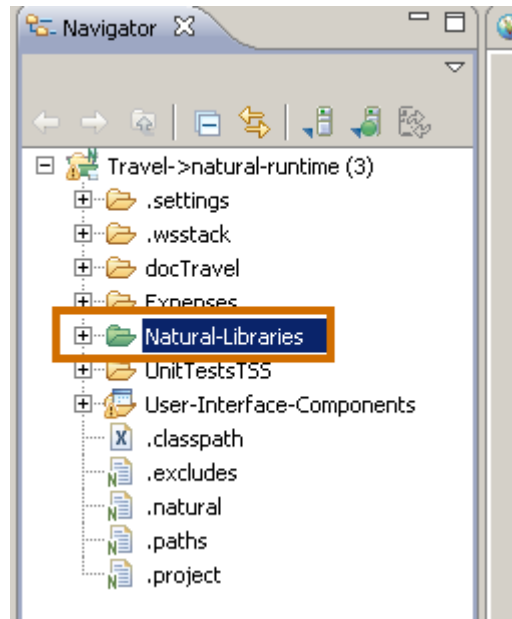 Navigator
Travel->natural-runtime (3)
.settings
.wsstack
docTravel
Expenses
Natural-Libraries
UnitTestsTSS
User-Interface-Components
.classpath
.excludes
.natural
.paths
.project